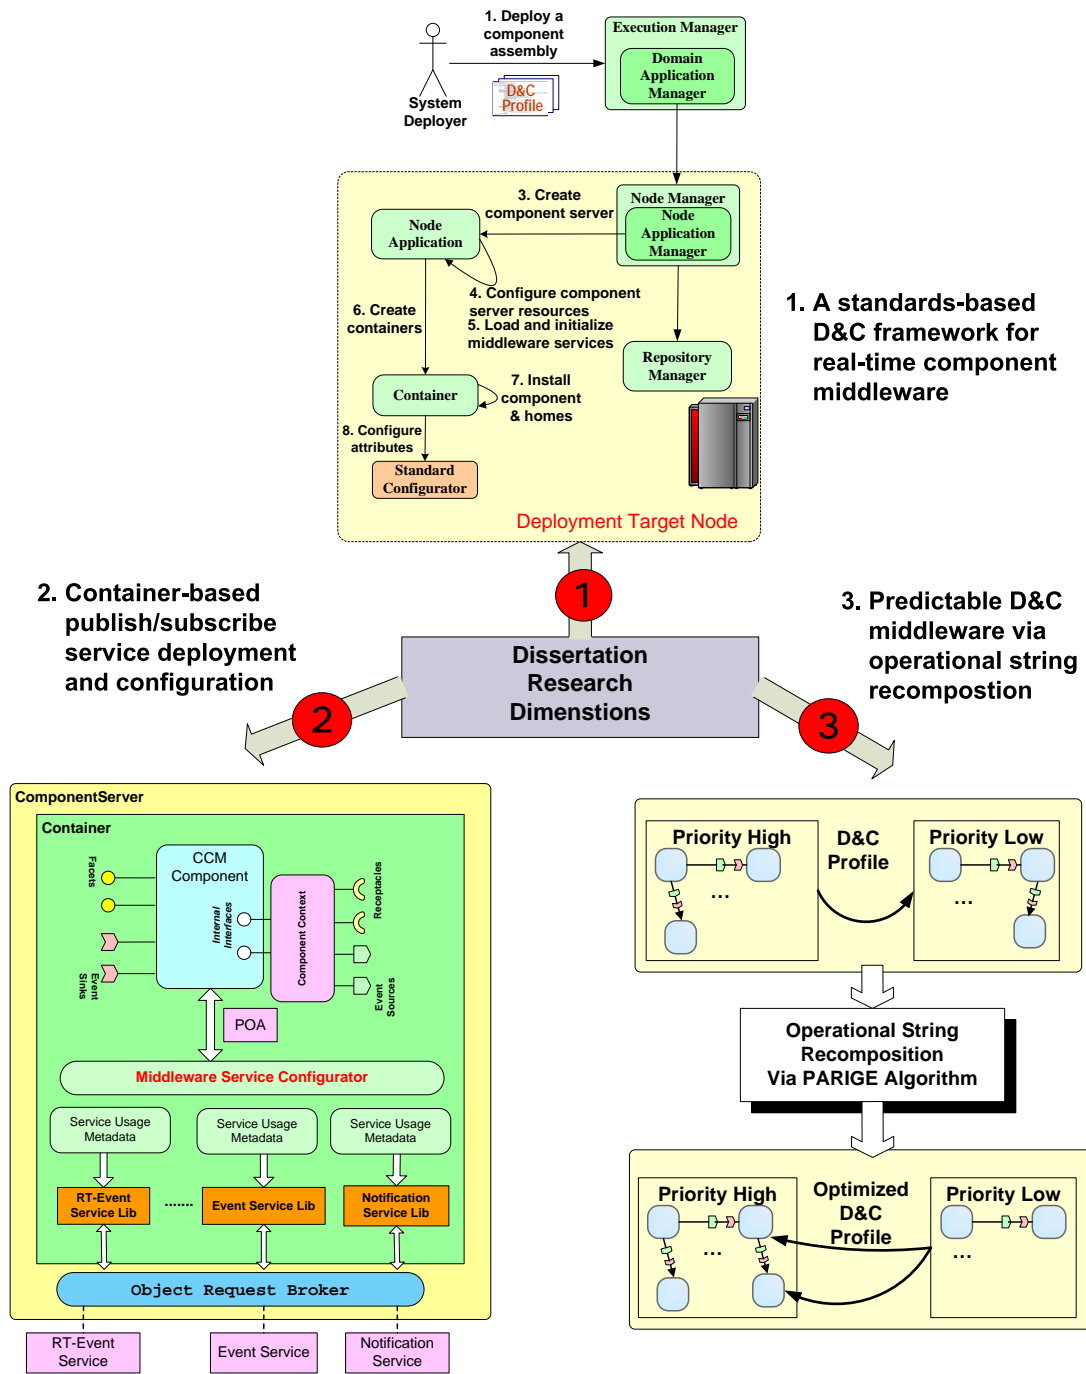 1. Deploy a
component
assembly
D&C
Profile
System
Deployer
Execution Manager
Domain
Application
Manager
Node Manager
Node
Application
Manager
3. Create
component server
Node
Application
4. Configure component
server resources
5. Load and initialize
middleware services
6. Create
containers
Repository
Manager
Container
7. Install
component
& homes
8. Configure
attributes
Standard
Configurator
Deployment Target Node
1. A standards-based
D&C framework for
real-time component
middleware
1
2. Container-based
publish/subscribe
service deployment
and configuration
3. Predictable D&C
middleware via
operational string
recompostion
Dissertation
Research
Dimenstions
2
3
ComponentServer
Container
Facets
CCM
Component
Internal
Interfaces
Component Context
Receptacles
Event
Sinks
Event
Sources
POA
Middleware Service Configurator
Service Usage
Metadata
Service Usage
Metadata
Service Usage
Metadata
RT-Event
Service Lib
.......
Event Service Lib
Notification
Service Lib
Object Request Broker
RT-Event
Service
Event Service
Notification
Service
Priority High
...
D&C
Profile
Priority Low
...
Operational String
Recomposition
Via PARIGE Algorithm
Priority High
...
Optimized
D&C
Profile
Priority Low
...